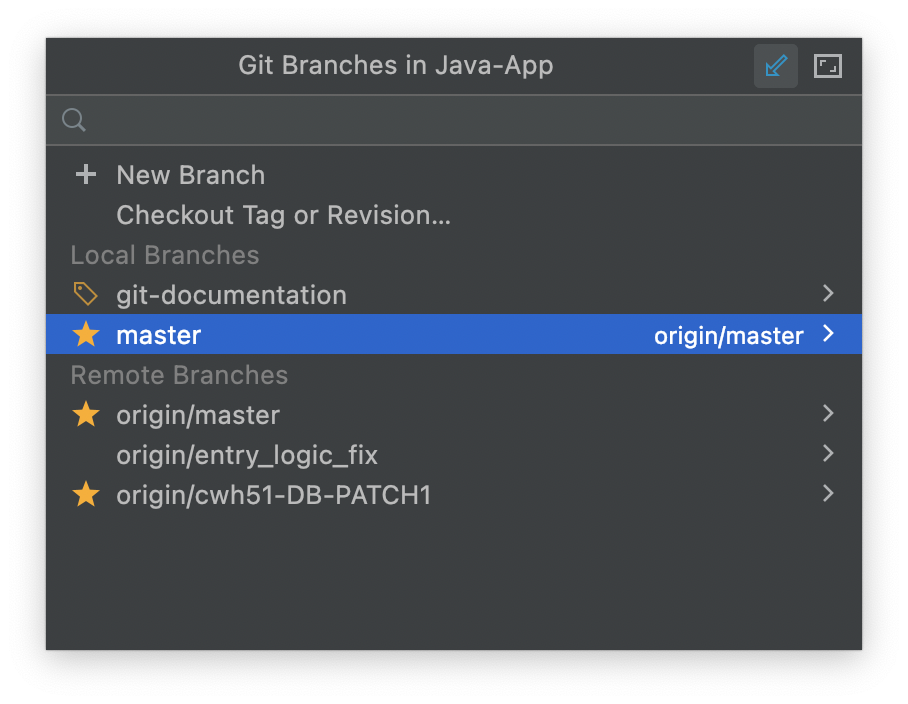 Git Branches in Java-App
New Branch
Checkout Tag or Revision...
Local Branches
git-documentation
master origin/master
Remote Branches
origin/master
origin/entry_logic_fix
origin/cwh51-DB-PATCH1